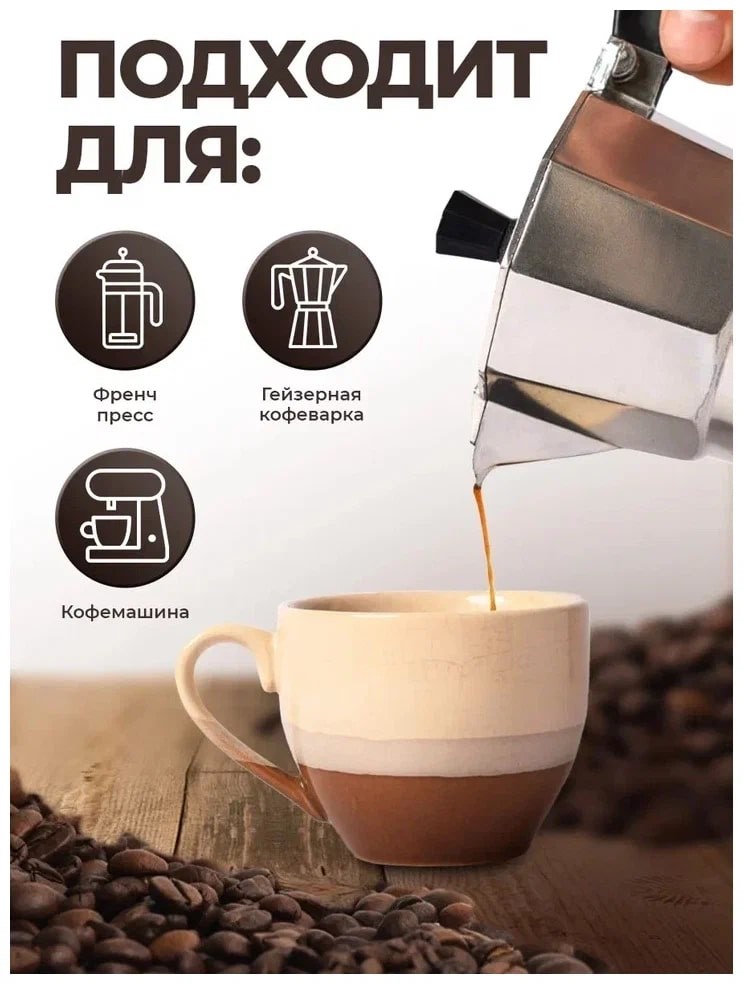 ПОДХОДИТ
ДЛЯ:
Френч
пресс
Гейзерная
кофеварка
Кофемашина